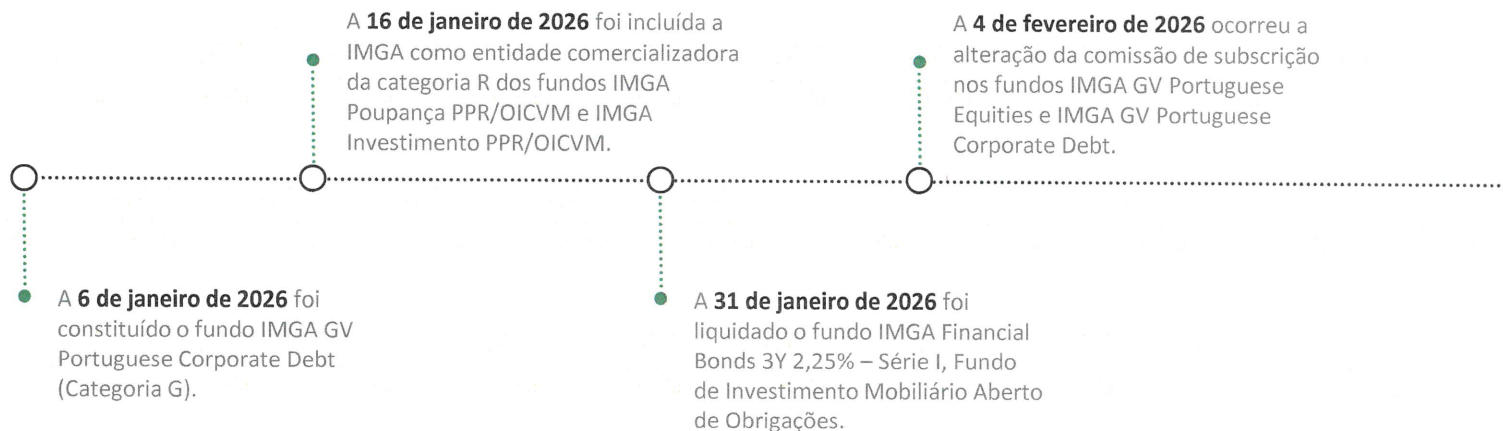 A 16 de janeiro de 2026 foi incluída a
IMGA como entidade comercializadora
da categoria R dos fundos IMGA
Poupança PPR/OICVM e IMGA
Investimento PPR/OICVM.
A 4 de fevereiro de 2026 ocorreu a
alteração da comissão de subscrição
nos fundos IMGA GV Portuguese
Equities e IMGA GV Portuguese
Corporate Debt.
A 6 de janeiro de 2026 foi
constituído o fundo IMGA GV
Portuguese Corporate Debt
(Categoria G).
A 31 de janeiro de 2026 foi
liquidado o fundo IMGA Financial
Bonds 3Y 2,25% – Série I, Fundo
de Investimento Mobiliário Aberto
de Obrigações.